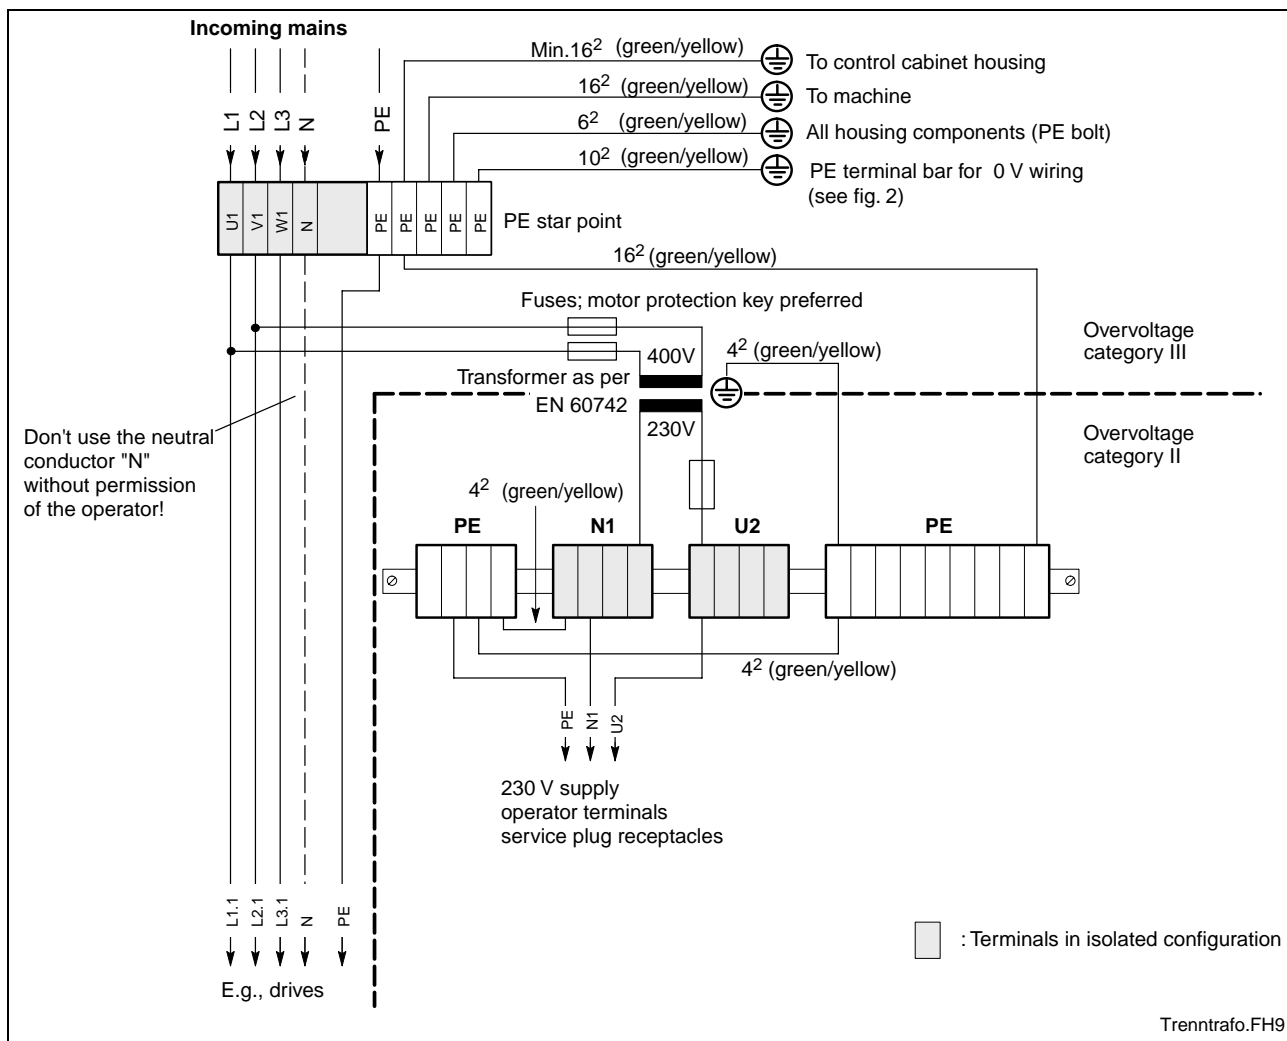 Incoming mains
L1
L2
L3
N
PE
Min.16² (green/yellow)
To control cabinet housing
16² (green/yellow)
To machine
6² (green/yellow)
All housing components (PE bolt)
10² (green/yellow)
PE terminal bar for 0 V wiring
(see fig. 2)
U1
V1
W1
N
PE
PE
PE
PE
PE
PE star point
16² (green/yellow)
Fuses; motor protection key preferred
400V
4² (green/yellow)
Overvoltage
category III
Transformer as per
EN 60742
230V
Overvoltage
category II
Don't use the neutral
conductor "N"
without permission
of the operator!
4² (green/yellow)
PE
N1
U2
PE
4² (green/yellow)
PE
N1
U2
230 V supply
operator terminals
service plug receptacles
L1.1
L2.1
L3.1
N
PE
E.g., drives
: Terminals in isolated configuration
Trenntrafo.FH9